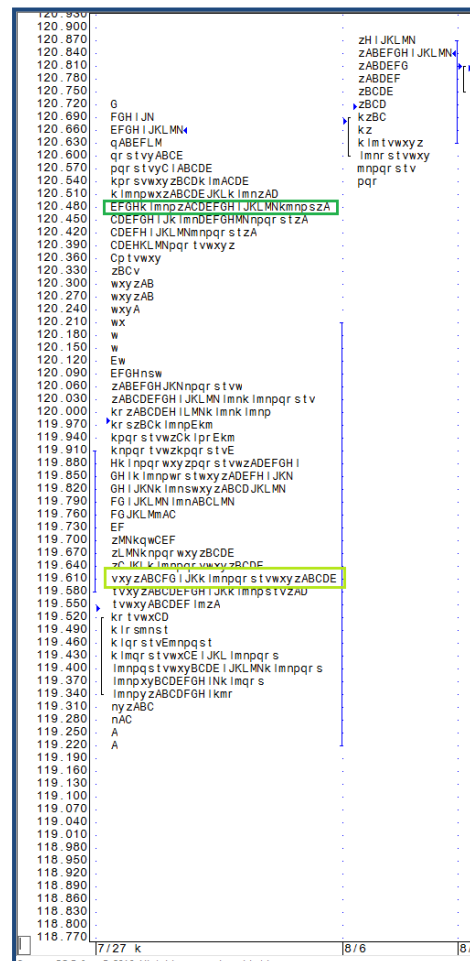 120.900
120.870 zHIJKLMN
120.840 zABEFGHIJKLMN
120.810 zABDEFG
120.780 zABDEF
120.750 zBCDE
120.720 G zBCD
120.690 FGHIJN kzBC
120.660 EFGHIJKLMN kz
120.630 qABEFLM klmtvwxyz
120.600 qrstvyABCE lmnrstvwxy
120.570 pqrstvyCIABCDE mnpqrstv
120.540 kprsvwxyzBCDklmACDE pqr
120.510 klmnpwxzABCDEJKLklmnzAD
120.480 EFGHklmnpzACDEFGHIJKLMNkmnpszA
120.450 CDEFGHIJklmnDEFGHMNnpqrstzA
120.420 CDEFHIJKLMNmnpqrstzA
120.390 CDEHKLMNpqrtvwxyz
120.360 Cptvwxy
120.330 zBCv
120.300 wxyzAB
120.270 wxyzAB
120.240 wxyA
120.210 wx
120.180 w
120.150 w
120.120 Ew
120.090 EFGHnsw
120.060 zABEFGHJKNnpqrstvw
120.030 zABCDEFGHIJKLMNlmnklmnpqrstv
120.000 krzABCDEHILMNklmnklmnp
119.970 krszBCklmnpEkm
119.940 kpqrstvwzCklprEkm
119.910 knpqrtvwzkpqrstvE
119.880 HklnpqrwxyzpqrstvwzADEFGHI
119.850 GHIklmnpwrstwxyzADEFHIJKN
119.820 GHIJKNklmnswxyzABCDJKLMN
119.790 FGIJKLMNlmnABCLMN
119.760 FGJKLMmAC
119.730 EF
119.700 zMNkqwCEF
119.670 zLMNknpqrwxyzBCDE
119.640 zCJKLklmnpqrvwxyzBCDE
119.610 vxyzABCFGIJKklmnpqrstvwxyzABCDE
119.580 tvxyzABCDEFGHIJKklmnpstvzAD
119.550 tvwxyABCDEFlmzA
119.520 krtvwxCD
119.490 klrsmnst
119.460 klqrstvEmnpqst
119.430 klmqrstvwxCEIJKLlmnpqrs
119.400 lmnpqstvwxyBCDEIJKLMNklmnpqrs
119.370 lmnpxyBCDEFGHINklmqrs
119.340 lmnpyzABCDFGHIkmr
119.310 nyzABC
119.280 nAC
119.250 A
119.220 A
119.190
119.160
119.130
119.100
119.070
119.040
119.010
118.980
118.950
118.920
118.890
118.860
118.830
118.800
118.770
7/27 k 8/6 8/